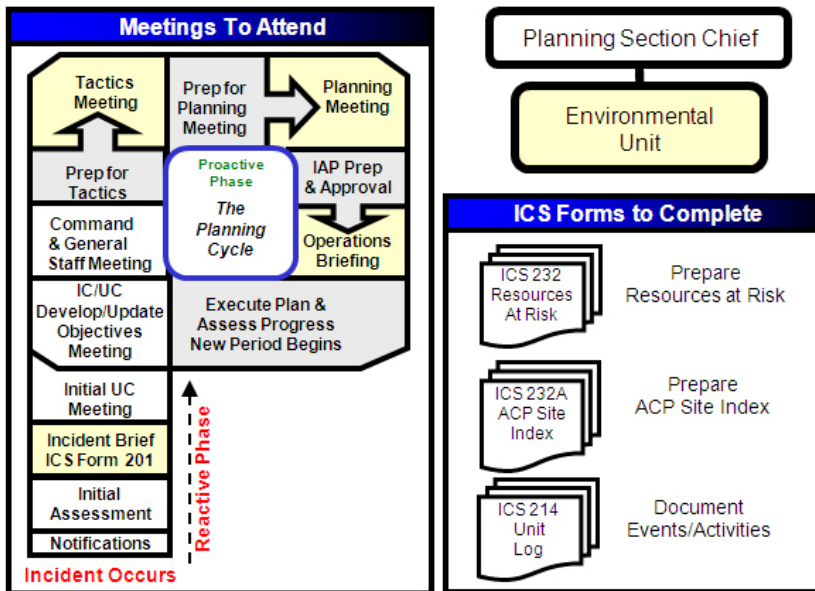 Meetings To Attend
Tactics
Meeting
Prep for
Planning
Meeting
Planning
Meeting
Prep for
Tactics
Proactive
Phase
The
Planning
Cycle
IAP Prep
& Approval
Command
& General
Staff Meeting
Operations
Briefing
IC/UC
Develop/Update
Objectives
Meeting
Execute Plan &
Assess Progress
New Period Begins
Initial UC
Meeting
Incident Brief
ICS Form 201
Initial
Assessment
Notifications
Reactive Phase
Incident Occurs
Planning Section Chief
Environmental
Unit
ICS Forms to Complete
ICS 232
Resources
At Risk
Prepare
Resources at Risk
ICS 232A
ACP Site
Index
Prepare
ACP Site Index
ICS 214
Unit
Log
Document
Events/Activities